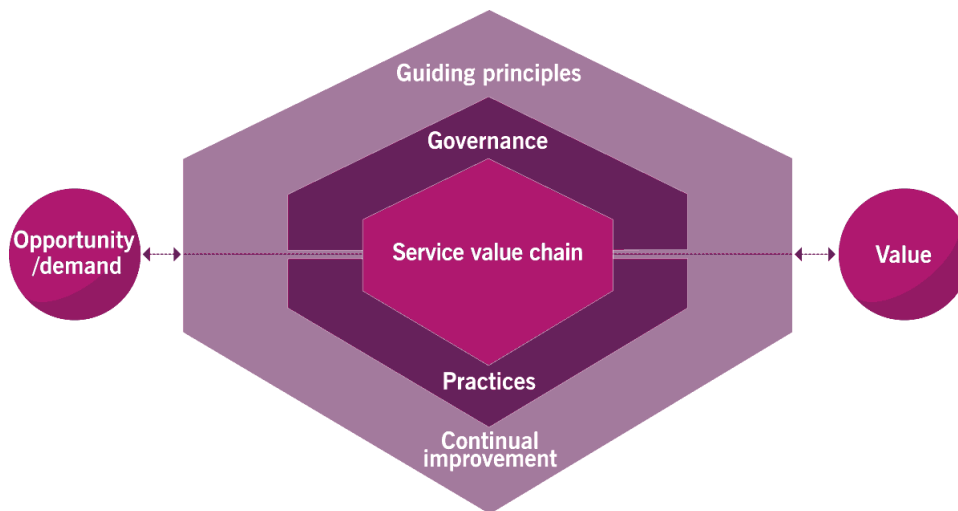 Guiding principles
Governance
Opportunity
/demand
Service value chain
Value
Practices
Continual
improvement